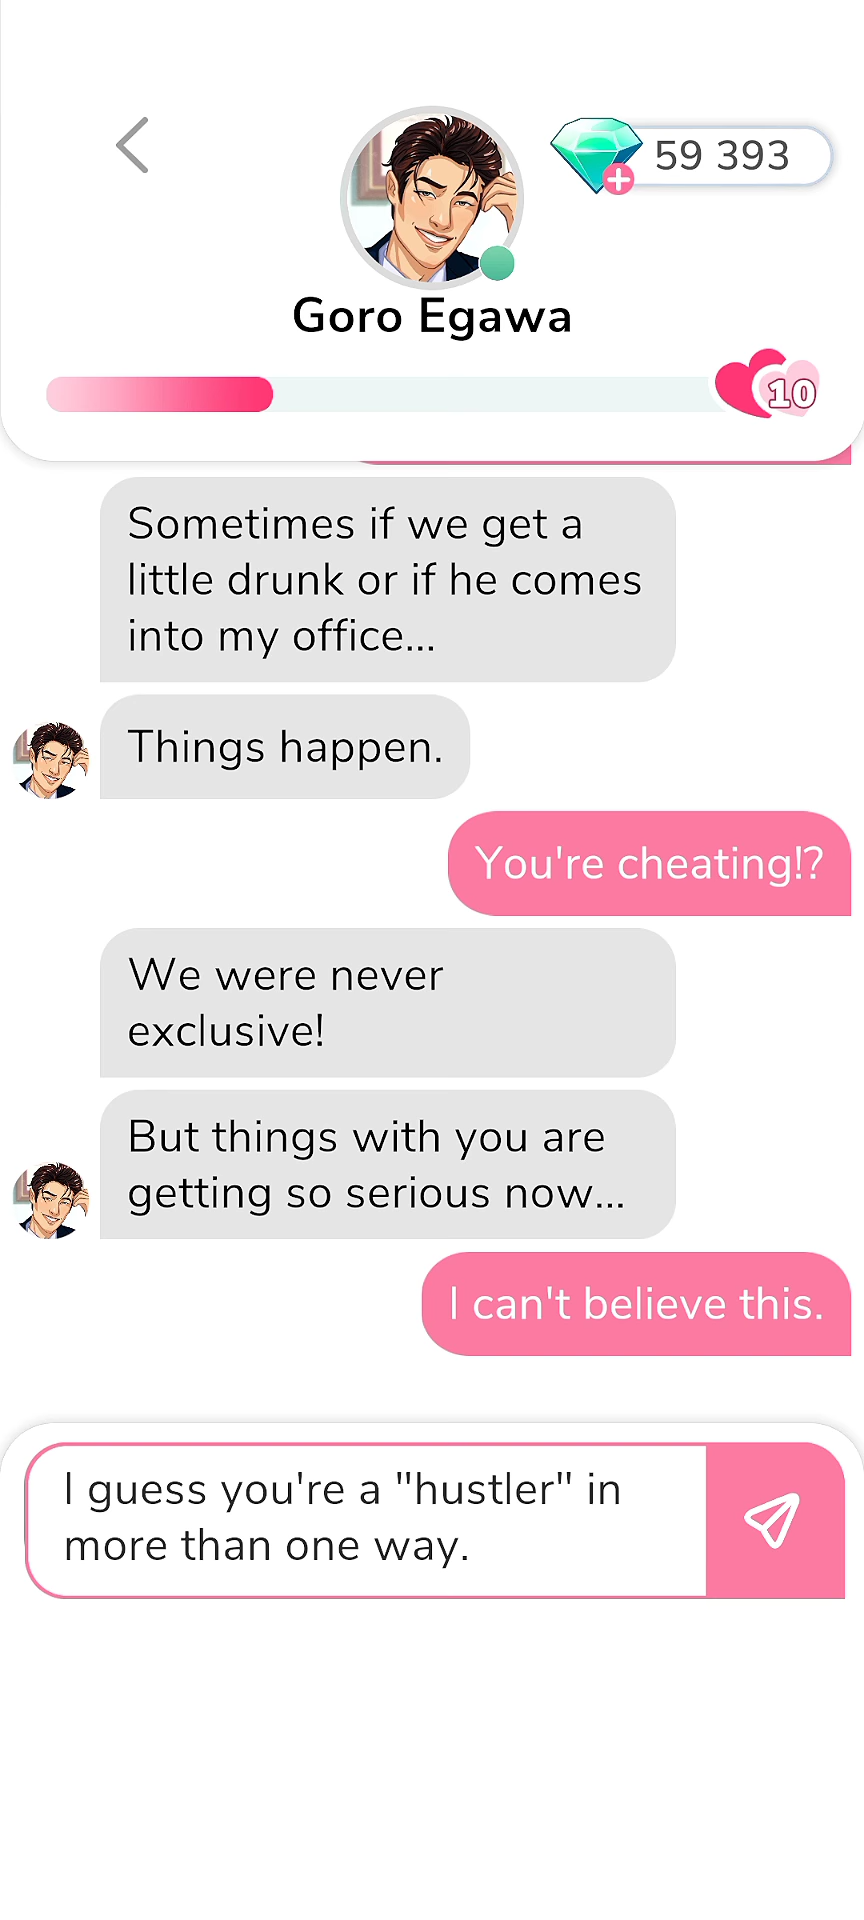 59 393
Goro Egawa
10
Sometimes if we get a
little drunk or if he comes
into my office...
Things happen.
You're cheating!?
We were never
exclusive!
But things with you are
getting so serious now...
I can't believe this.
I guess you're a "hustler" in
more than one way.